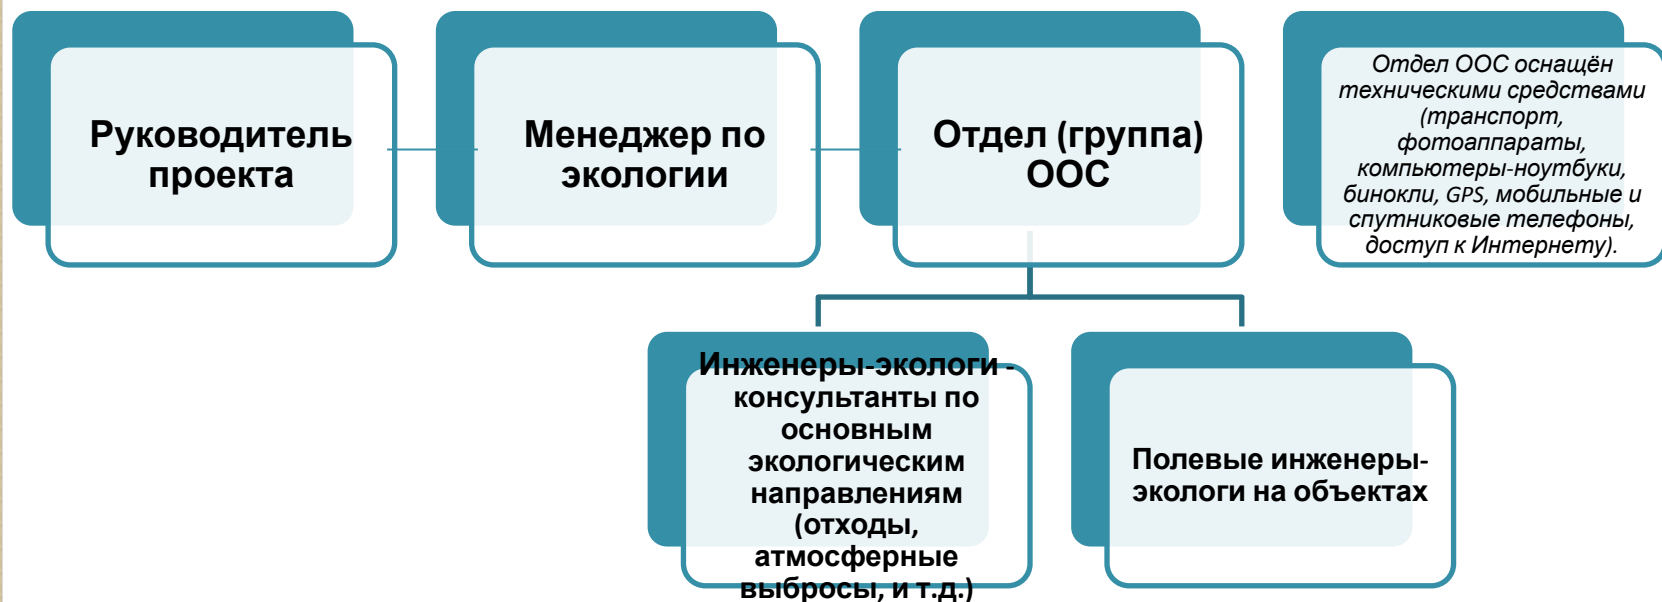 Руководитель
проекта
Менеджер по
экологии
Отдел (группа)
ООС
Отдел ООС оснащён
техническими средствами
(транспорт,
фотоаппараты,
компьютеры-ноутбуки,
бинокли, GPS, мобильные и
спутниковые телефоны,
доступ к Интернету).
Инженеры-экологи -
консультанты по
основным
экологическим
направлениям
(отходы,
атмосферные
выбросы, и т.д.)
Полевые инженеры-
экологи на объектах